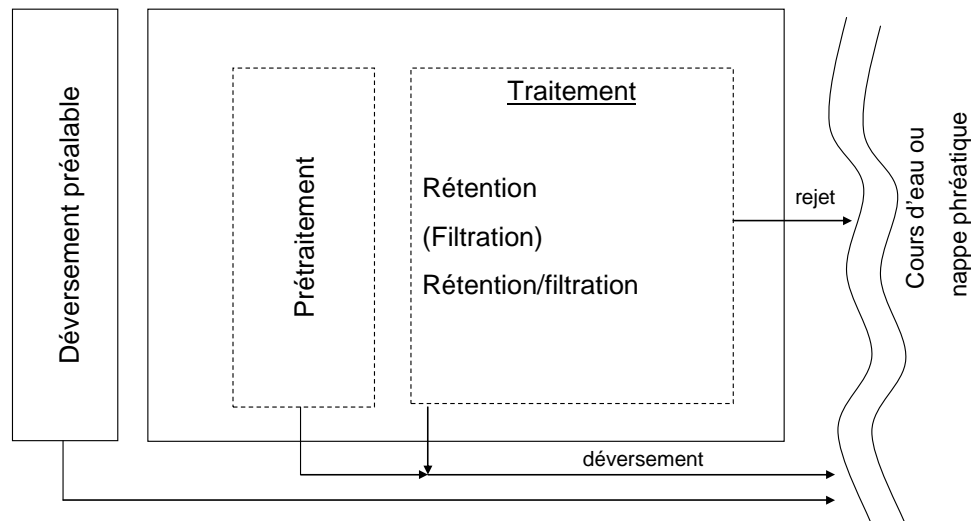 Déversement préalable
Prétraitement
Traitement
Rétention
(Filtration)
Rétention/filtration
rejet
déversement
Cours d'eau ou
nappe phréatique